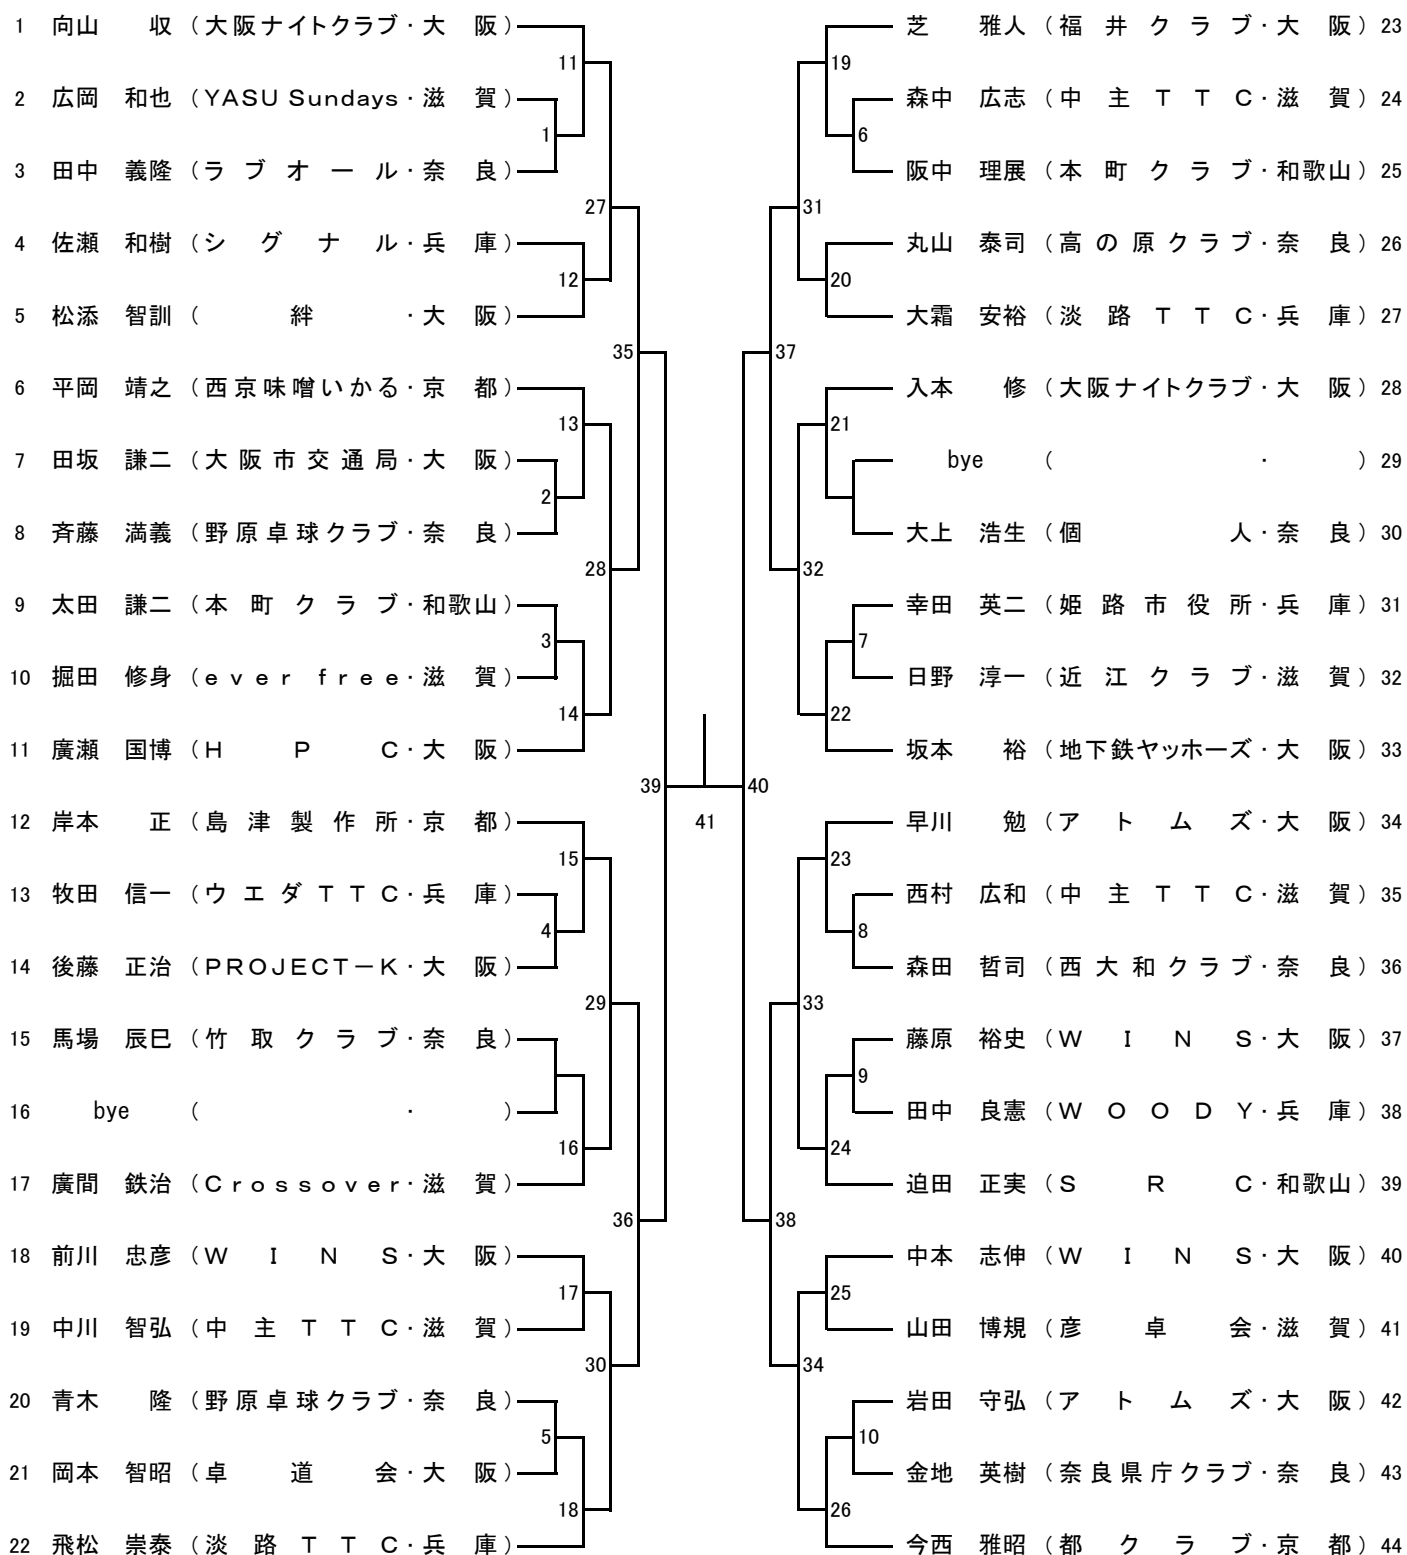 1 向山 収 (大阪ナイトクラブ・大 阪)
11
2 広岡 和也 (YASU Sundays・滋 賀)
1
3 田中 義隆 (ラブオール・奈 良)
27
4 佐瀬 和樹 (シグナル・兵 庫)
12
5 松添 智訓 (絆・大 阪)
35
6 平岡 靖之 (西京味噌いかる・京 都)
13
7 田坂 謙二 (大阪市交通局・大 阪)
2
8 斉藤 満義 (野原卓球クラブ・奈 良)
28
9 太田 謙二 (本町クラブ・和歌山)
3
10 掘田 修身 (ever free・滋 賀)
14
11 廣瀬 国博 (HPC・大 阪)
39
12 岸本 正 (島津製作所・京 都)
15
13 牧田 信一 (ウエダTTC・兵 庫)
4
14 後藤 正治 (PROJECT－K・大 阪)
29
15 馬場 辰巳 (竹取クラブ・奈 良)
16 bye ( ・ )
16
17 廣間 鉄治 (Crossover・滋 賀)
36
18 前川 忠彦 (WINS・大 阪)
17
19 中川 智弘 (中主TTC・滋 賀)
30
20 青木 隆 (野原卓球クラブ・奈 良)
5
21 岡本 智昭 (卓道会・大 阪)
18
22 飛松 崇泰 (淡路TTC・兵 庫)
41
芝 雅人 (福井クラブ・大 阪) 23
19
森中 広志 (中主TTC・滋 賀) 24
6
阪中 理展 (本町クラブ・和歌山) 25
31
丸山 泰司 (高の原クラブ・奈 良) 26
20
大霜 安裕 (淡路TTC・兵 庫) 27
37
入本 修 (大阪ナイトクラブ・大 阪) 28
21
bye ( ・ ) 29
大上 浩生 (個人・奈 良) 30
32
幸田 英二 (姫路市役所・兵 庫) 31
7
日野 淳一 (近江クラブ・滋 賀) 32
22
坂本 裕 (地下鉄ヤッホーズ・大 阪) 33
40
早川 勉 (アトムズ・大 阪) 34
23
西村 広和 (中主TTC・滋 賀) 35
8
森田 哲司 (西大和クラブ・奈 良) 36
33
藤原 裕史 (WINS・大 阪) 37
9
田中 良憲 (WOODY・兵 庫) 38
24
迫田 正実 (SRC・和歌山) 39
38
中本 志伸 (WINS・大 阪) 40
25
山田 博規 (彦卓会・滋 賀) 41
34
岩田 守弘 (アトムズ・大 阪) 42
10
金地 英樹 (奈良県庁クラブ・奈 良) 43
26
今西 雅昭 (都クラブ・京 都) 44